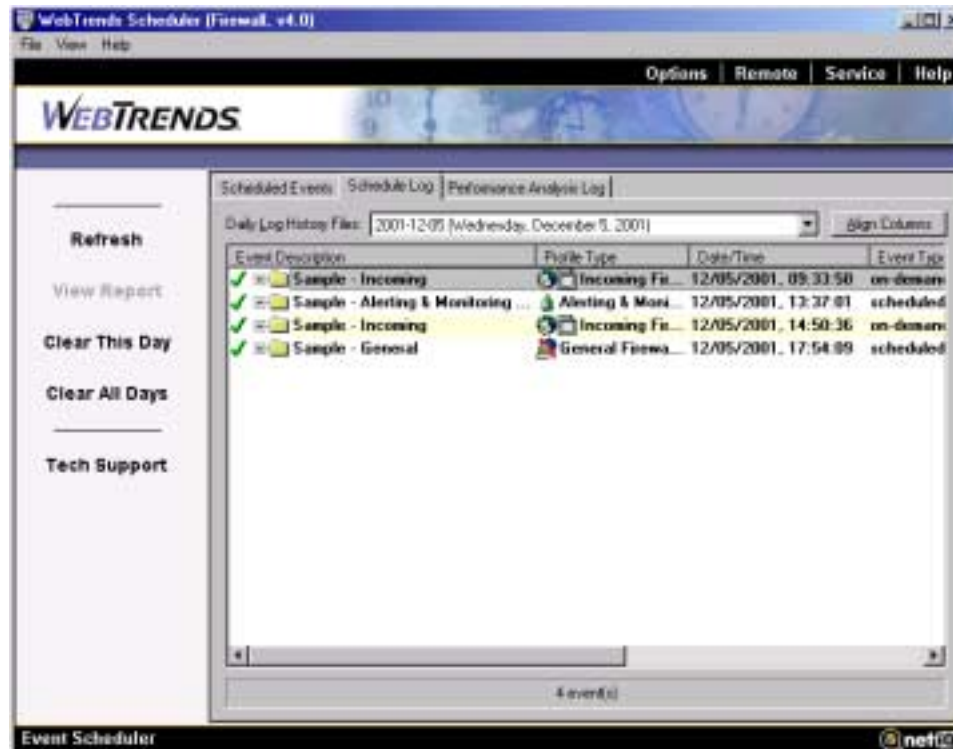 WebTrends Scheduler (Firewall, v4.0)
File View Help
Options | Remote | Service | Help
WEBTRENDS
Scheduled Events Schedule Log Performance Analysis Log
Daily Log History Files: 2001-12-05 (Wednesday, December 5, 2001) Align Columns
Refresh
View Report
Clear This Day
Clear All Days
Tech Support
Event Description Profile Type Date/Time Event Type
Sample - Incoming Incoming Fir... 12/05/2001, 09:33:50 on-deman
Sample - Alerting & Monitoring ... Alerting & Moni... 12/05/2001, 13:37:01 scheduled
Sample - Incoming Incoming Fir... 12/05/2001, 14:50:36 on-deman
Sample - General General Firewa... 12/05/2001, 17:54:09 scheduled
4 event(s)
Event Scheduler netIQ